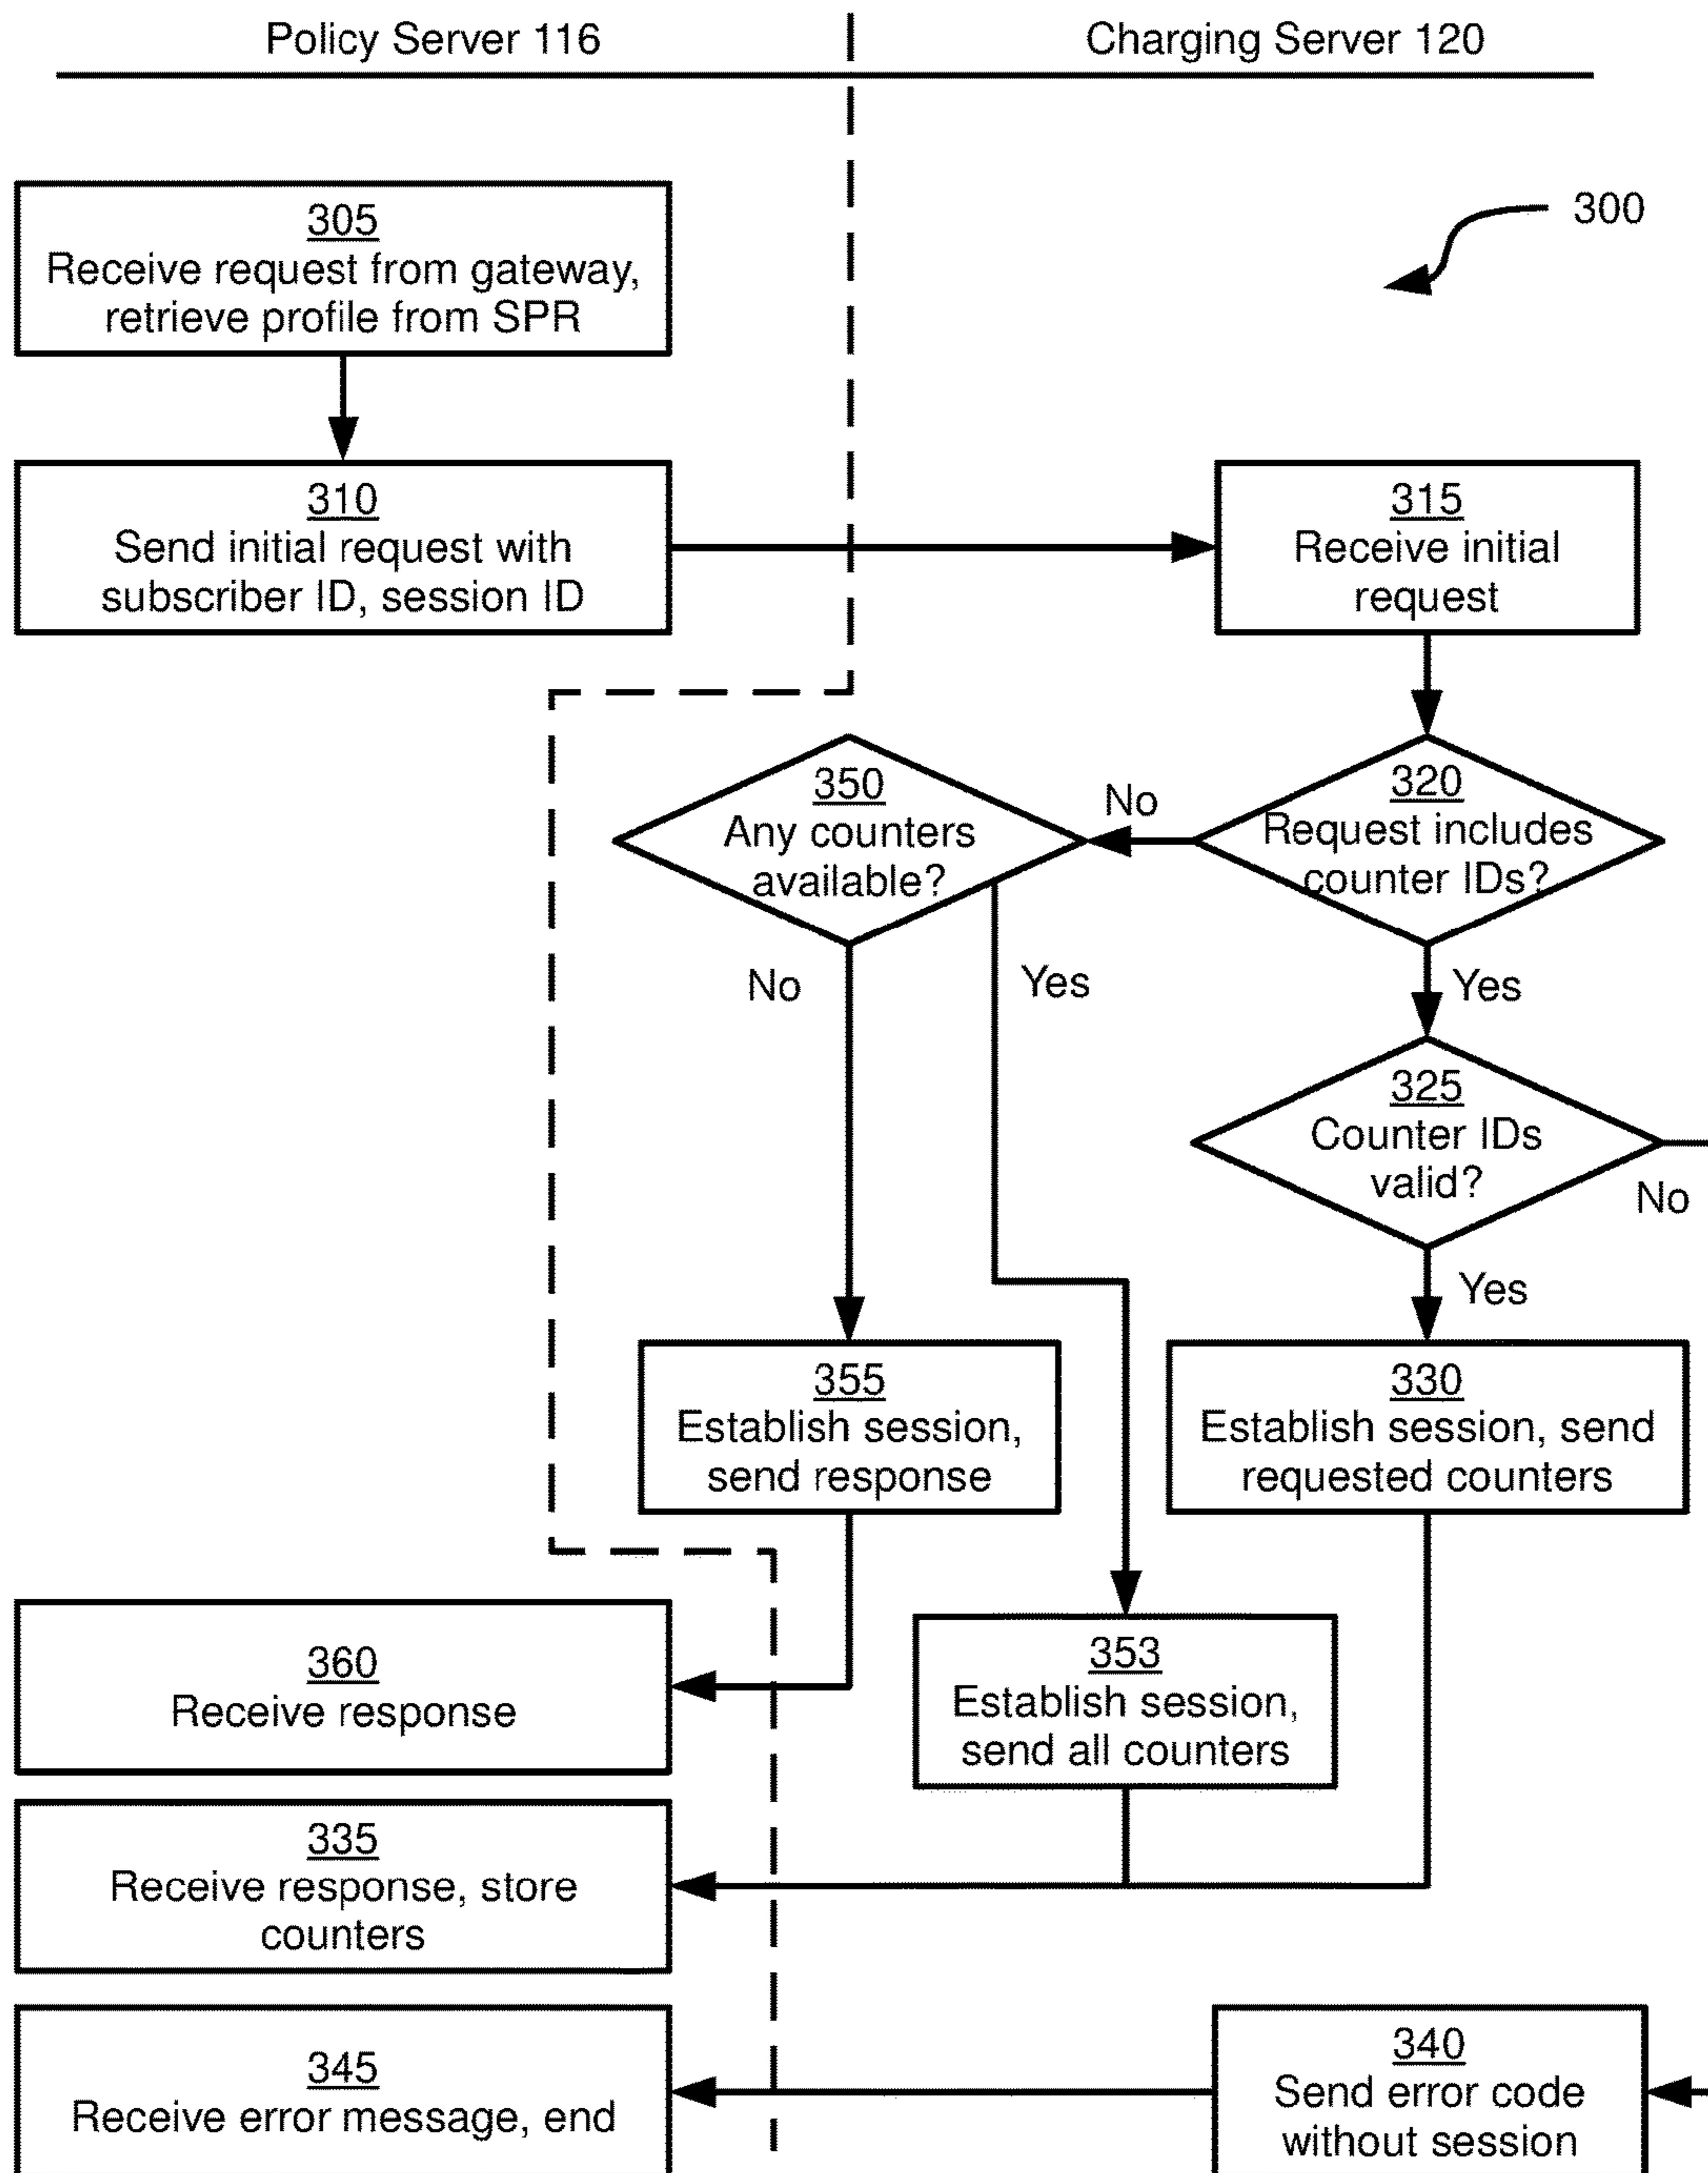 Policy Server 116
Charging Server 120
300
305
Receive request from gateway,
retrieve profile from SPR
310
Send initial request with
subscriber ID, session ID
315
Receive initial
request
320
Request includes
counter IDs?
No
Yes
350
Any counters
available?
No
Yes
325
Counter IDs
valid?
No
Yes
355
Establish session,
send response
330
Establish session, send
requested counters
360
Receive response
353
Establish session,
send all counters
335
Receive response, store
counters
345
Receive error message, end
340
Send error code
without session